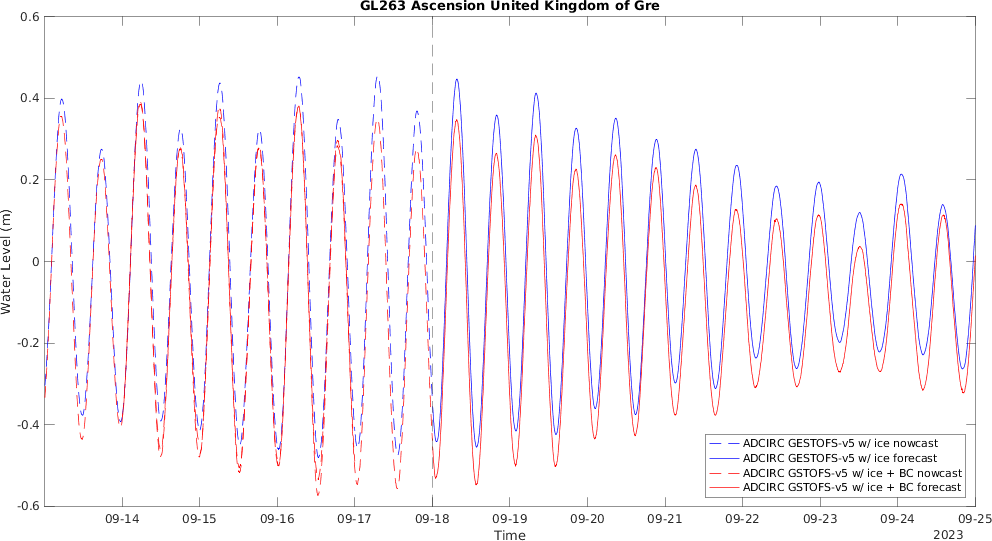 GL263 Ascension United Kingdom of Gre
Water Level (m)
0.6
0.4
0.2
0
-0.2
-0.4
-0.6
09-14 09-15 09-16 09-17 09-18 09-19 09-20 09-21 09-22 09-23 09-24 09-25
Time
2023
ADCIRC GESTOFS-v5 w/ ice nowcast
ADCIRC GESTOFS-v5 w/ ice forecast
ADCIRC GSTOFS-v5 w/ ice + BC nowcast
ADCIRC GSTOFS-v5 w/ ice + BC forecast